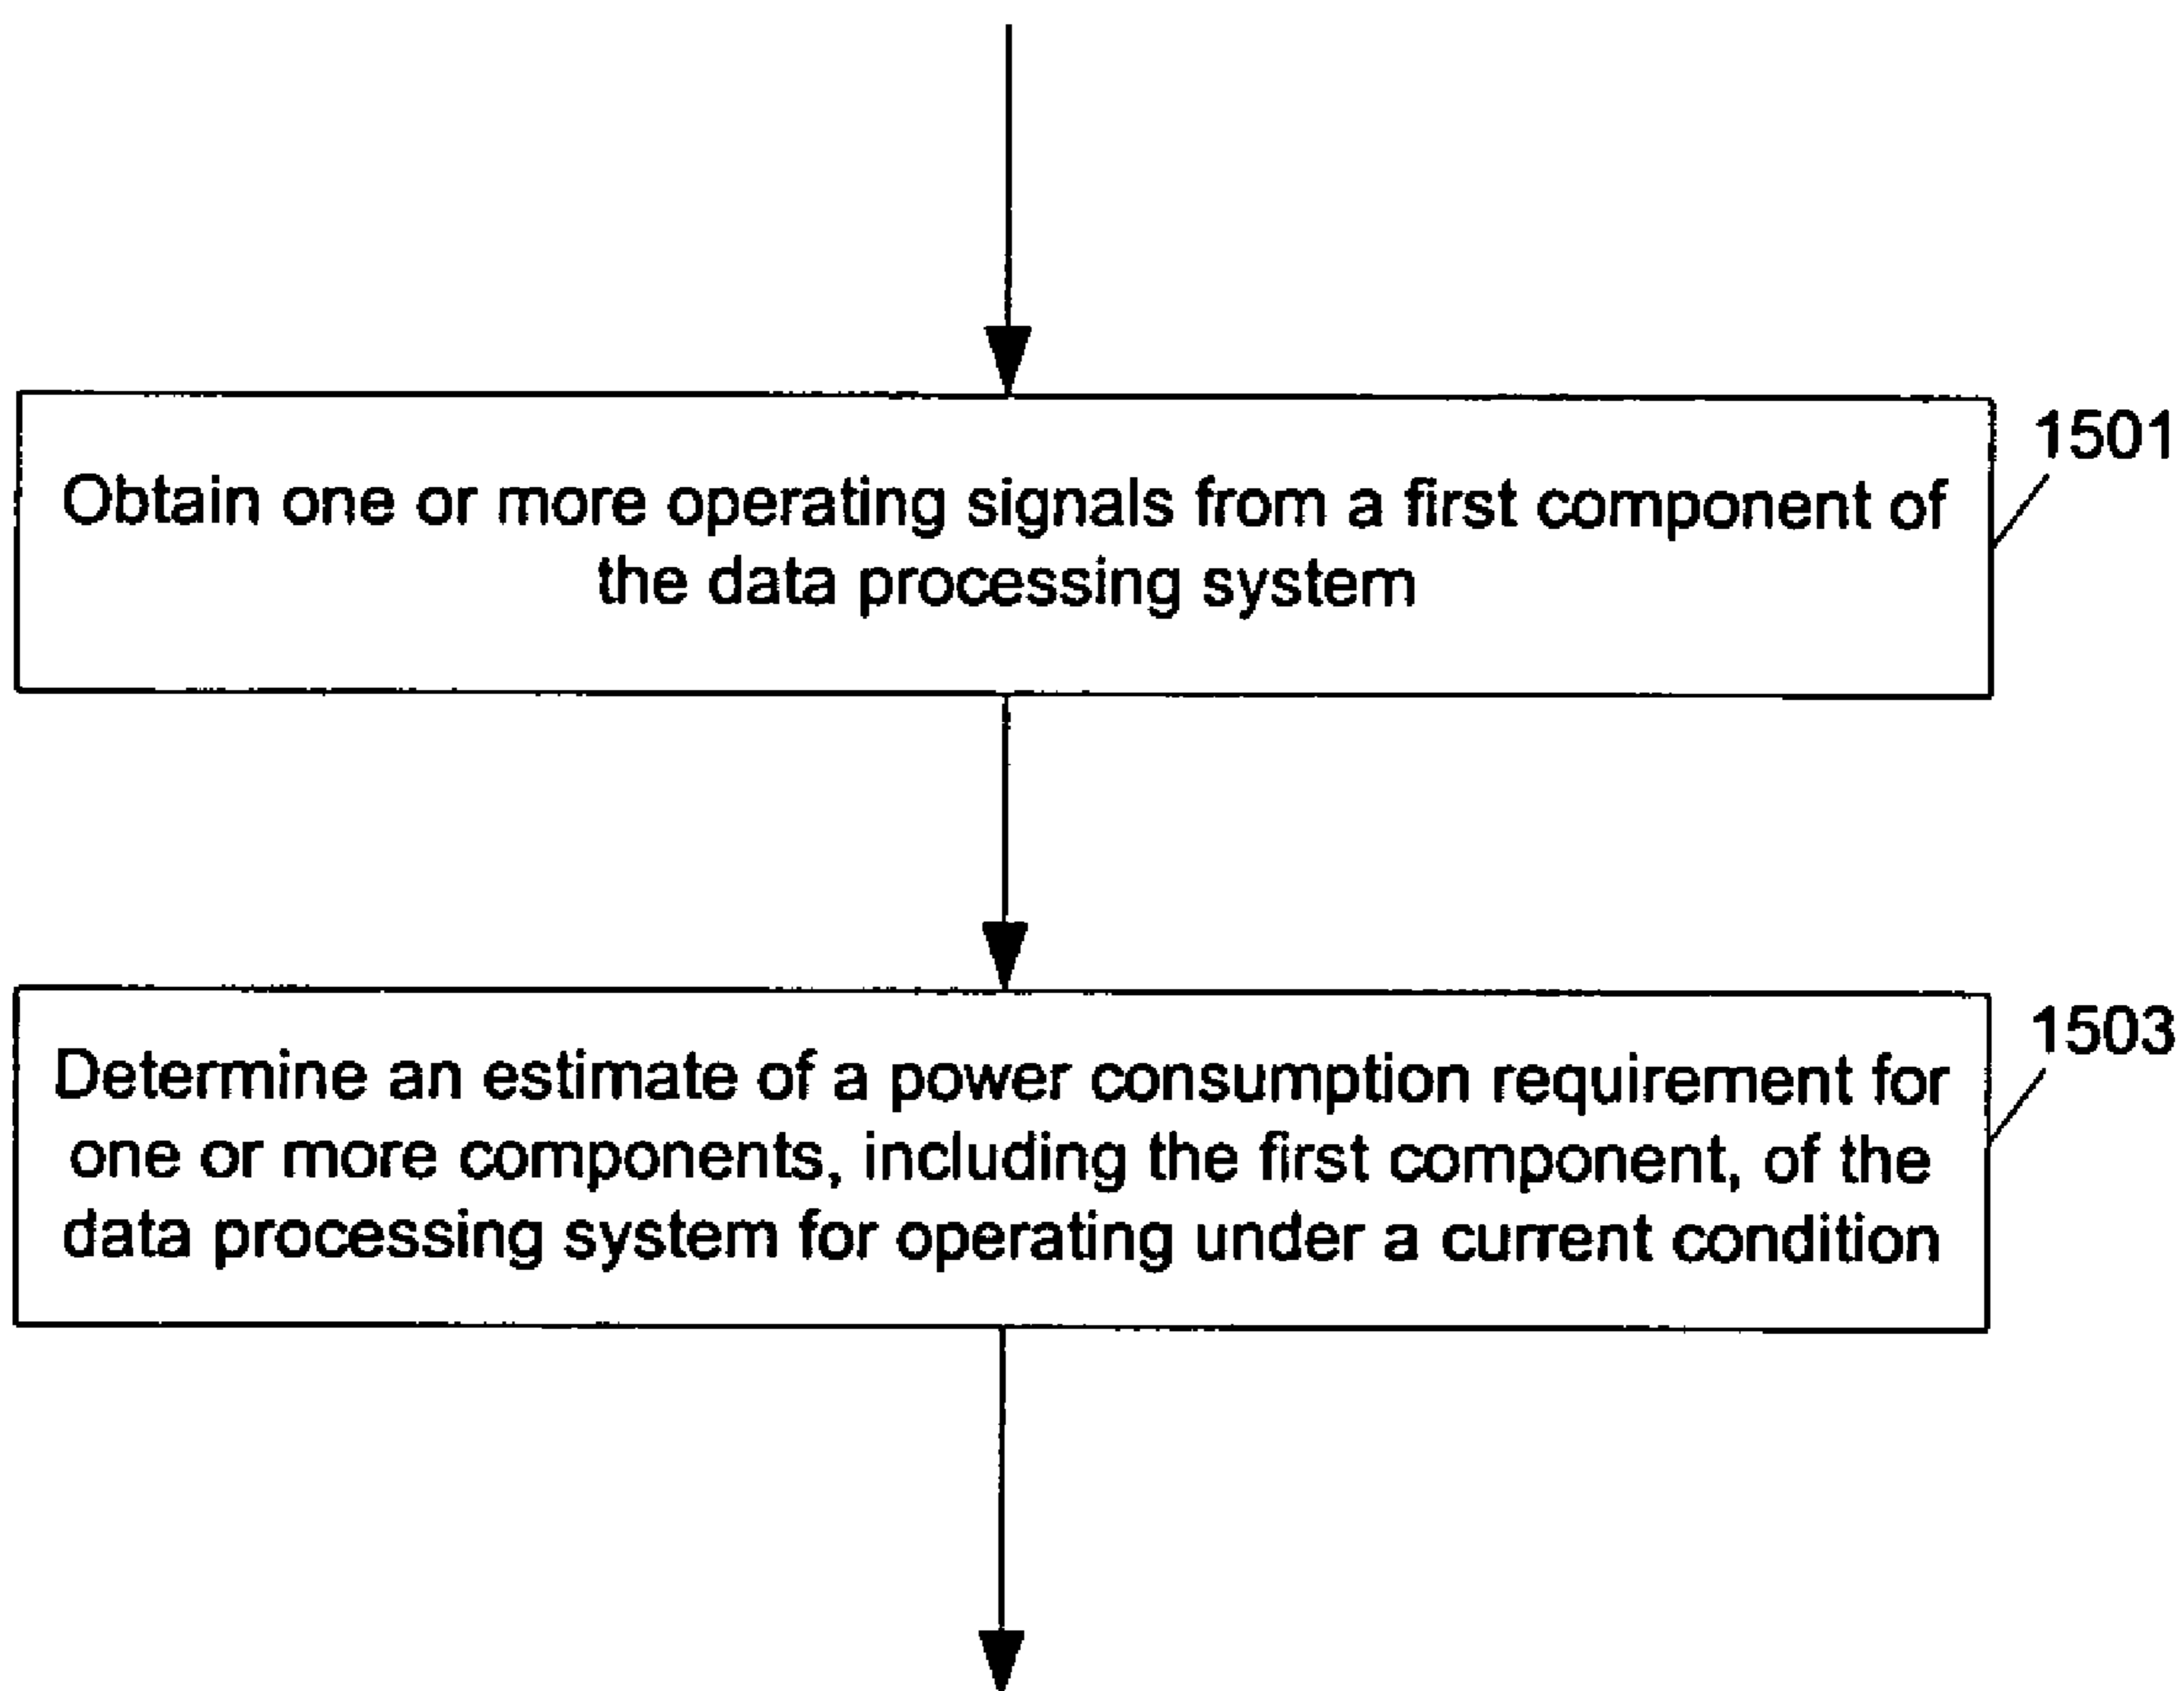 1501
Obtain one or more operating signals from a first component of
the data processing system
1503
Determine an estimate of a power consumption requirement for
one or more components, including the first component, of the
data processing system for operating under a current condition